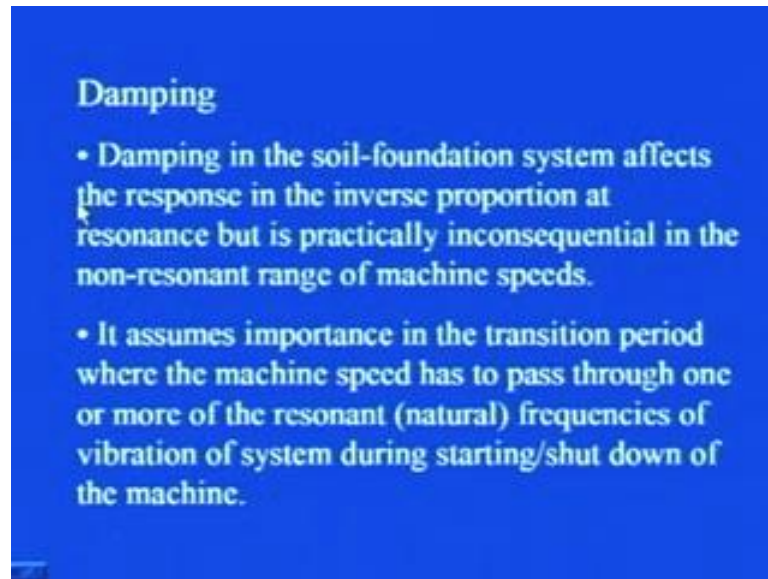 Damping
• Damping in the soil-foundation system affects
the response in the inverse proportion at
resonance but is practically inconsequential in the
non-resonant range of machine speeds.
• It assumes importance in the transition period
where the machine speed has to pass through one
or more of the resonant (natural) frequencies of
vibration of system during starting/shut down of
the machine.